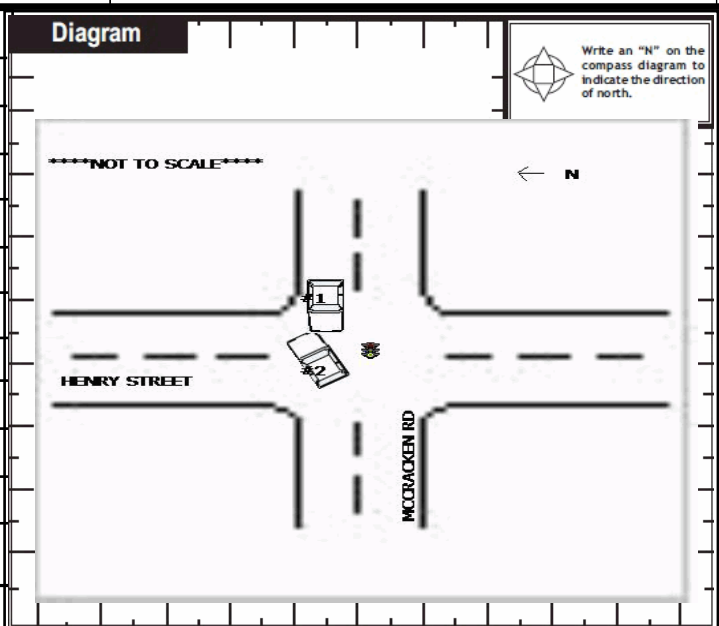 Diagram
Write an “N” on the
compass diagram to
indicate the direction
of north.
*****NOT TO SCALE*****
N
#1
#2
HENRY STREET
MCCRACKEN RD